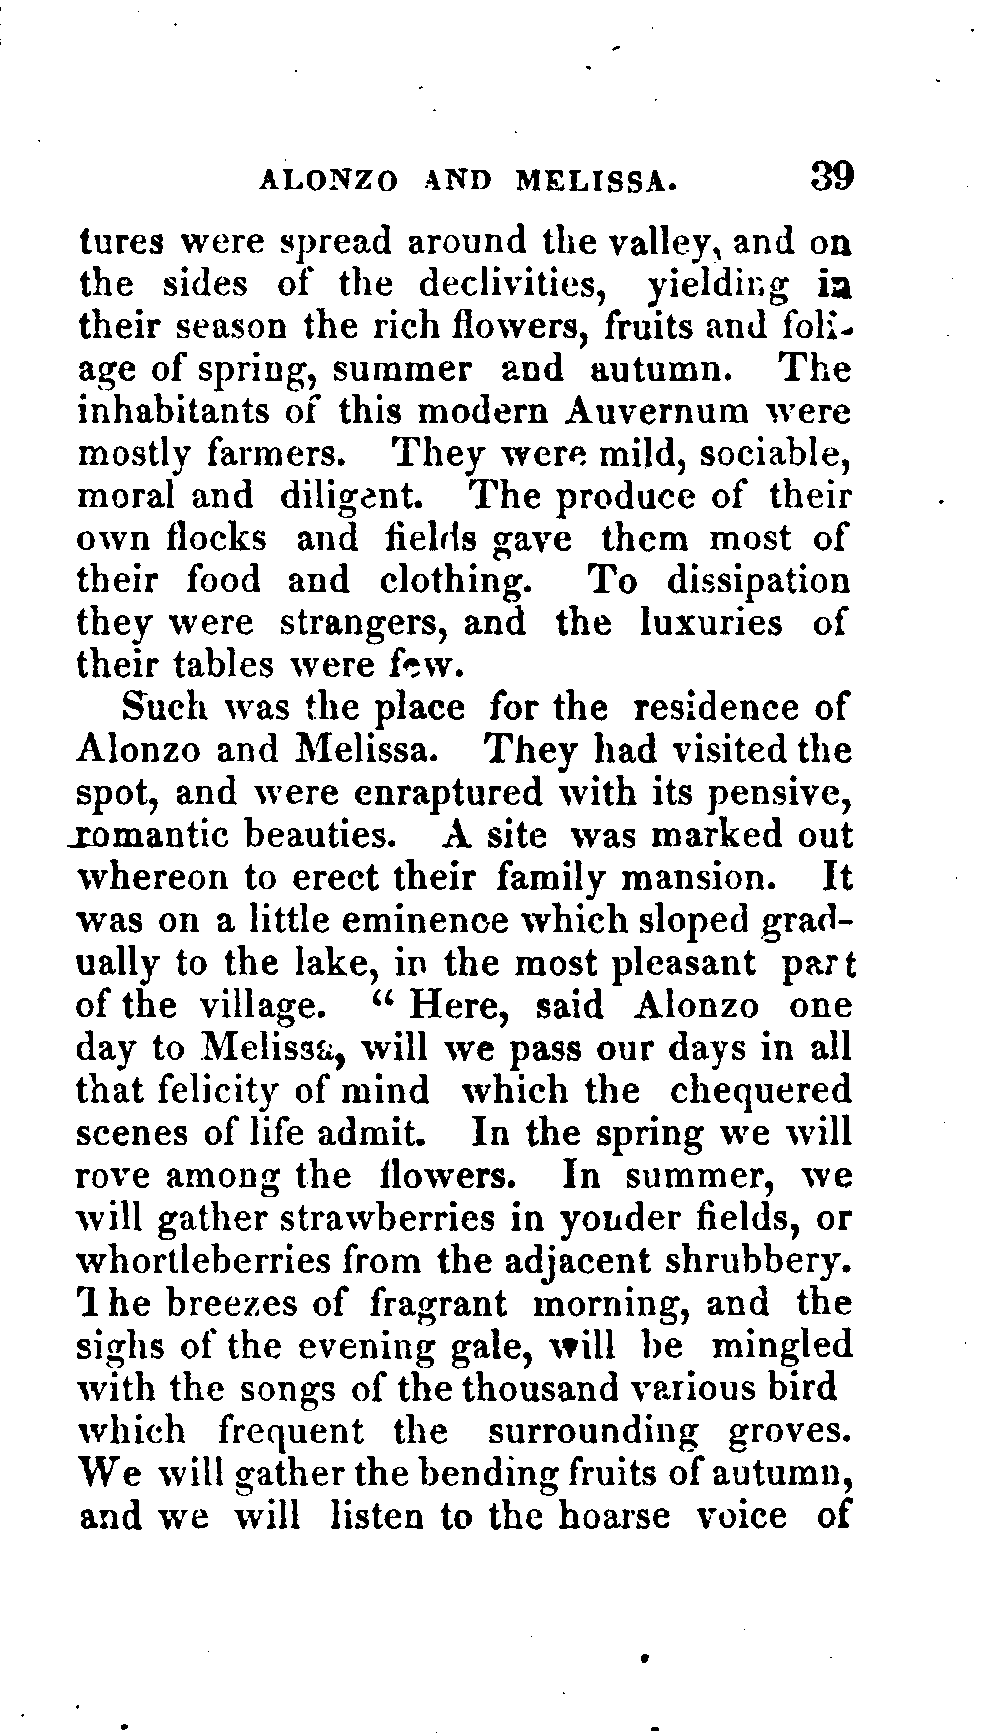 ALONZO AND MELISSA. 39
tures were spread around the valley, and on
the sides of the declivities, yielding in
their season the rich flowers, fruits and foli-
age of spring, summer and autumn. The
inhabitants of this modern Auvernum were
mostly farmers. They were mild, sociable,
moral and diligent. The produce of their
own flocks and fields gave them most of
their food and clothing. To dissipation
they were strangers, and the luxuries of
their tables were few.
Such was the place for the residence of
Alonzo and Melissa. They had visited the
spot, and were enraptured with its pensive,
romantic beauties. A site was marked out
whereon to erect their family mansion. It
was on a little eminence which sloped grad-
ually to the lake, in the most pleasant part
of the village. “ Here, said Alonzo one
day to Melissa, will we pass our days in all
that felicity of mind which the chequered
scenes of life admit. In the spring we will
rove among the flowers. In summer, we
will gather strawberries in yonder fields, or
whortleberries from the adjacent shrubbery.
The breezes of fragrant morning, and the
sighs of the evening gale, will be mingled
with the songs of the thousand various bird
which frequent the surrounding groves.
We will gather the bending fruits of autumn,
and we will listen to the hoarse voice of